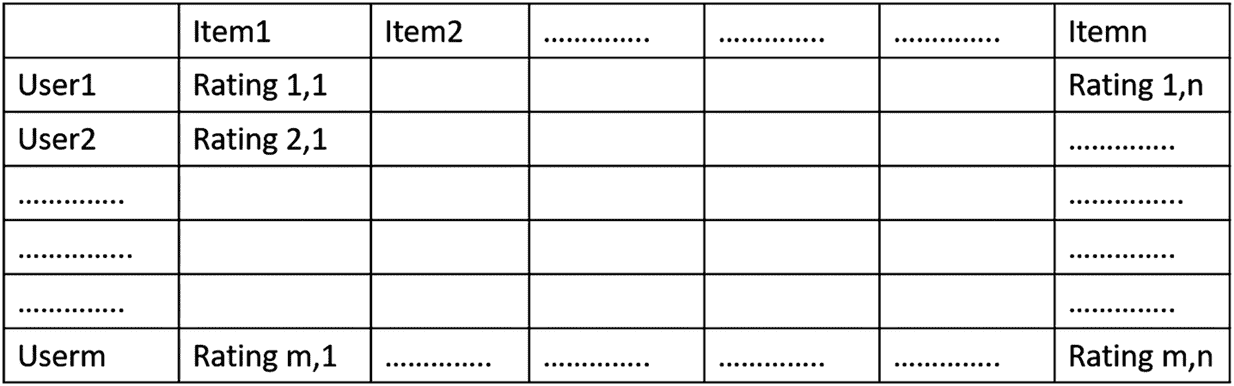 Item1 Item2 .............. .............. .............. Itemn
User1 Rating 1,1 Rating 1,n
User2 Rating 2,1 ..............
.............. ...............
............... ..............
.............. ..............
Userm Rating m,1 .............. .............. .............. .............. Rating m,n